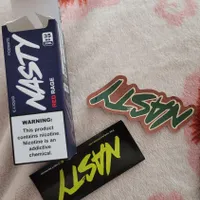 NASTY
RED RAGE
WARNING:
This product
contains nicotine.
Nicotine is an
addictive
chemical.
NASTY
NASTY